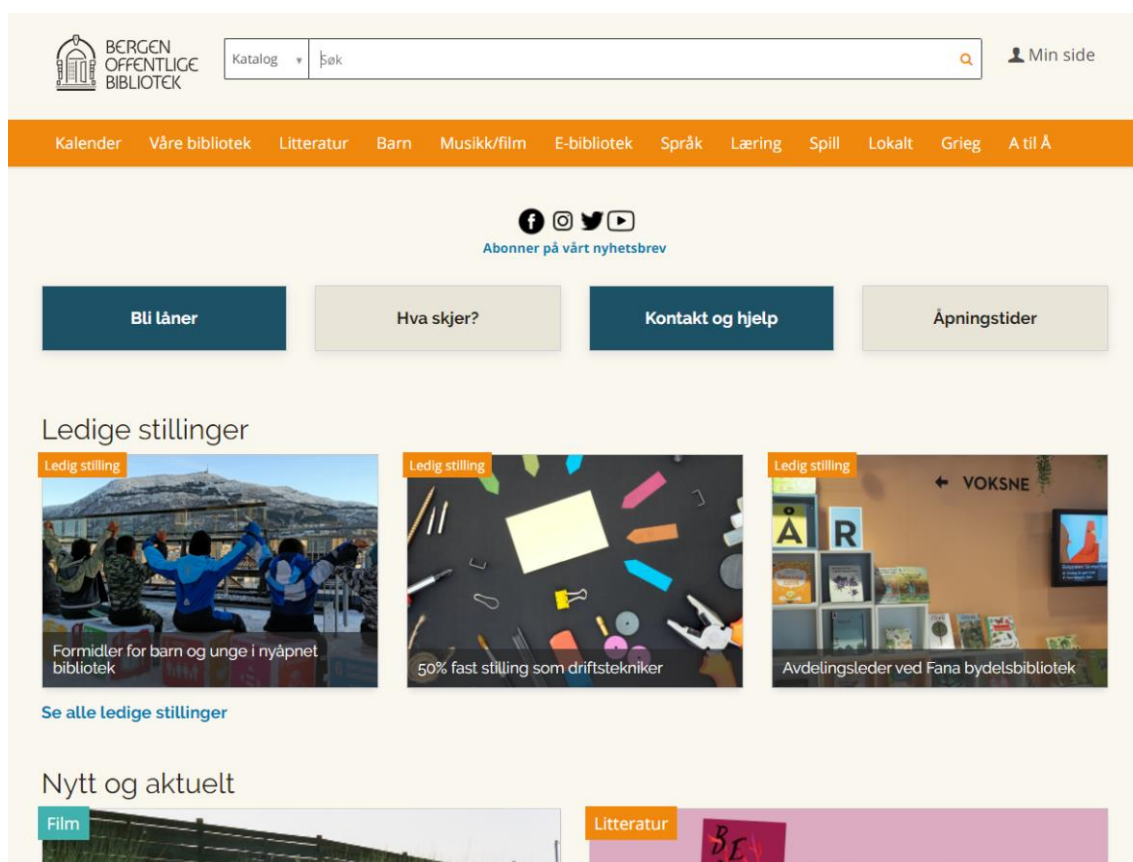 BERGEN
OFFENTLIGE
BIBLIOTEK
Katalog
Søk
Min side
Kalender Våre bibliotek Litteratur Barn Musikk/film E-bibliotek Språk Læring Spill Lokalt Grieg A til Å
Abonner på vårt nyhetsbrev
Bli låner
Hva skjer?
Kontakt og hjelp
Åpningstider
Ledige stillinger
Ledig stilling
Formidler for barn og unge i nyåpnet
bibliotek
Ledig stilling
50% fast stilling som driftstekniker
Ledig stilling
VOKSNE
Å R
Avdelingsleder ved Fana bydelsbibliotek
Se alle ledige stillinger
Nytt og aktuelt
Film
Litteratur
BE